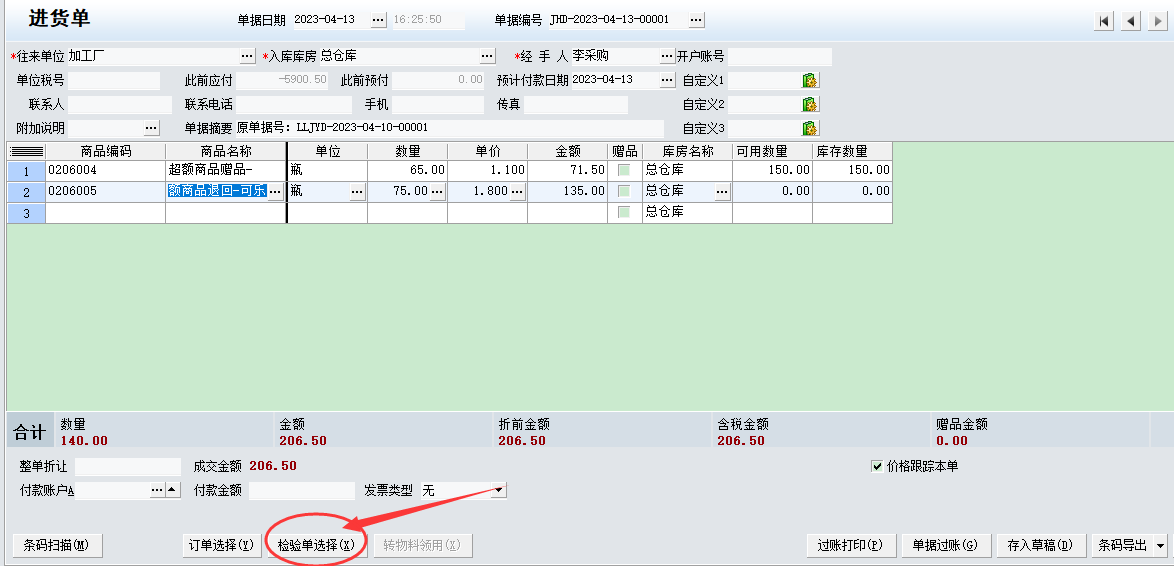 进货单 单据日期 2023-04-13 ... 16:25:50 单据编号 JHD-2023-04-13-00001 ...
*往来单位 加工厂 ... *入库库房 总仓库 ... *经 手 人 李采购 ... 开户账号
单位税号 此前应付 -5900.50 此前预付 0.00 预计付款日期 2023-04-13 ... 自定义1
联系人 联系电话 手机 传真 自定义2
附加说明 ... 单据摘要 原单据号: LLJYD-2023-04-10-00001 自定义3
商品编码 商品名称 单位 数量 单价 金额 赠品 库房名称 可用数量 库存数量
1 0206004 超额商品赠品- 瓶 65.00 1.100 71.50 总仓库 150.00 150.00
2 0206005 额商品退回-可乐 ... 瓶 ... 75.00 ... 1.800 ... 135.00 总仓库 ... 0.00 0.00
3 总仓库
合计 数量 金额 折前金额 含税金额 赠品金额
140.00 206.50 206.50 206.50 0.00
整单折让 成交金额 206.50 价格跟踪本单
付款账户A ... 付款金额 发票类型 无
条码扫描(M) 订单选择(Y) 检验单选择(X) 转物料领用(X) 过账打印(P) 单据过账(G) 存入草稿(D) 条码导出